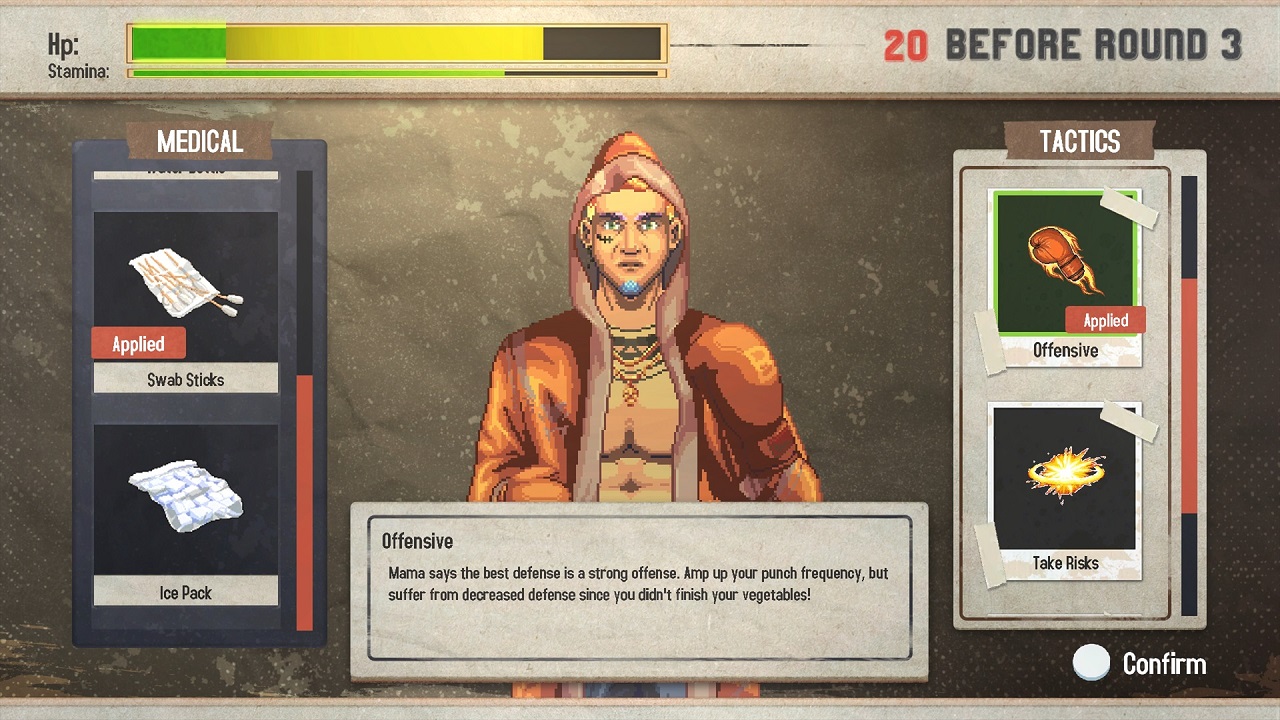 Hp:
Stamina:
20 BEFORE ROUND 3
MEDICAL
Applied
Swab Sticks
Ice Pack
TACTICS
Applied
Offensive
Take Risks
Offensive
Mama says the best defense is a strong offense. Amp up your punch frequency, but
suffer from decreased defense since you didn't finish your vegetables!
Confirm